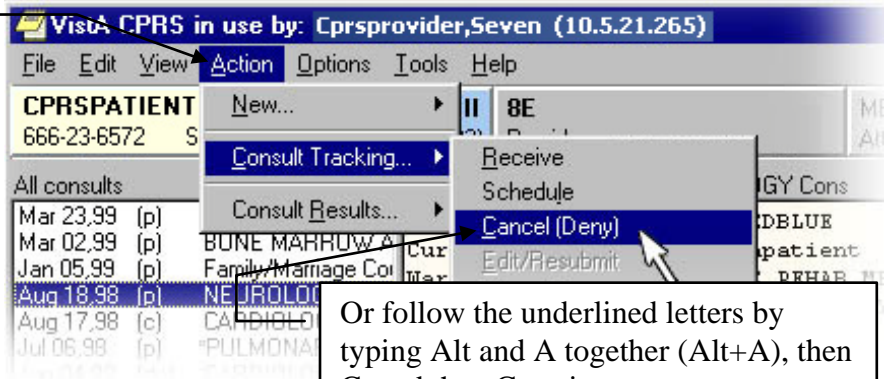 VistA CPRS in use by: Cprsprovider,Seven (10.5.21.265)
File Edit View Action Options Tools Help
CPRSPATIENT 8E
666-23-6572 S
New...
Consult Tracking...
Consult Results...
Receive
Schedule
Cancel (Deny)
Edit/Resubmit
All consults
Mar 23,99 (p)
Mar 02,99 (p) BONE MARROW A
Jan 05,99 (p) Family/Marriage Cou
Aug 18,98 (p) NEUROLO
Aug 17,98 (c) CARDIOLO
Jul 06,98 (p) PULMONA
Cur
Or follow the underlined letters by
typing Alt and A together (Alt+A), then